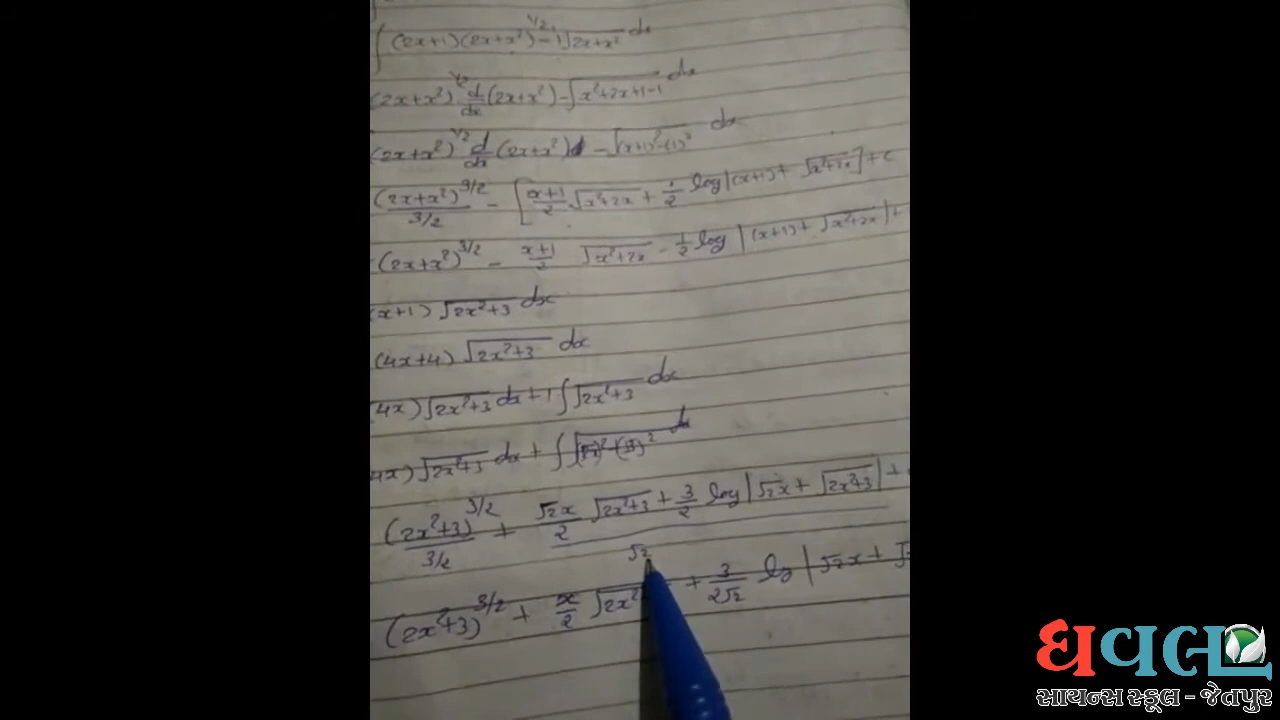 ∫ (2x+1)(2x+x²)^1/2 - 1√2x+x² dx
(2x+x²)^1/2 d/dx (2x+x²) - √x²+2x+1-1 dx
(2x+x²)^1/2 d/dx (2x+x²) - √(x+1)²-(1)² dx
(2x+x²)^3/2 / 3/2 - [x+1/2 √x²+2x + 1/2 log|(x+1)+ √x²+2x] + c
(2x+x²)^3/2 - x+1/2 √x²+2x - 1/2 log |(x+1)+ √x²+2x| +
(x+1) √2x²+3 dx
(4x+4) √2x²+3 dx
4x) √2x²+3 dx + 1 ∫ √2x²+3 dx
4x) √2x²+3 dx + ∫ dx
(2x²+3)^3/2 / 3/2 + √2x/2 √2x²+3 + 3/2 log |√2x + √2x²+3| +
√2
(2x²+3)^3/2 + x/2 √2x² + 3/2√2 log |√2x +
ધવલ
સાયન્સ સ્કૂલ - જેતપુર